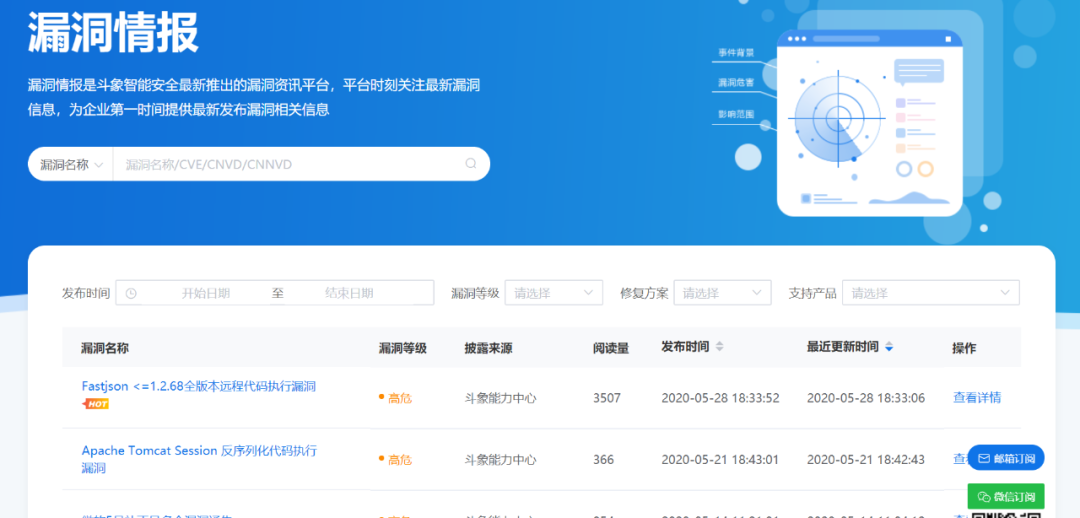 漏洞情报
漏洞情报是斗象智能安全最新推出的漏洞资讯平台，平台时刻关注最新漏洞
信息，为企业第一时间提供最新发布漏洞相关信息
漏洞名称 漏洞名称/CVE/CNVD/CNNVD
事件背景
漏洞危害
影响范围
发布时间 开始日期 至 结束日期 漏洞等级 请选择 修复方案 请选择 支持产品 请选择
漏洞名称 漏洞等级 披露来源 阅读量 发布时间 最近更新时间 操作
Fastjson <=1.2.68全版本远程代码执行漏洞
HOT
高危 斗象能力中心 3507 2020-05-28 18:33:52 2020-05-28 18:33:06 查看详情
Apache Tomcat Session 反序列化代码执行
漏洞
高危 斗象能力中心 366 2020-05-21 18:43:01 2020-05-21 18:42:43
邮箱订阅
微信订阅